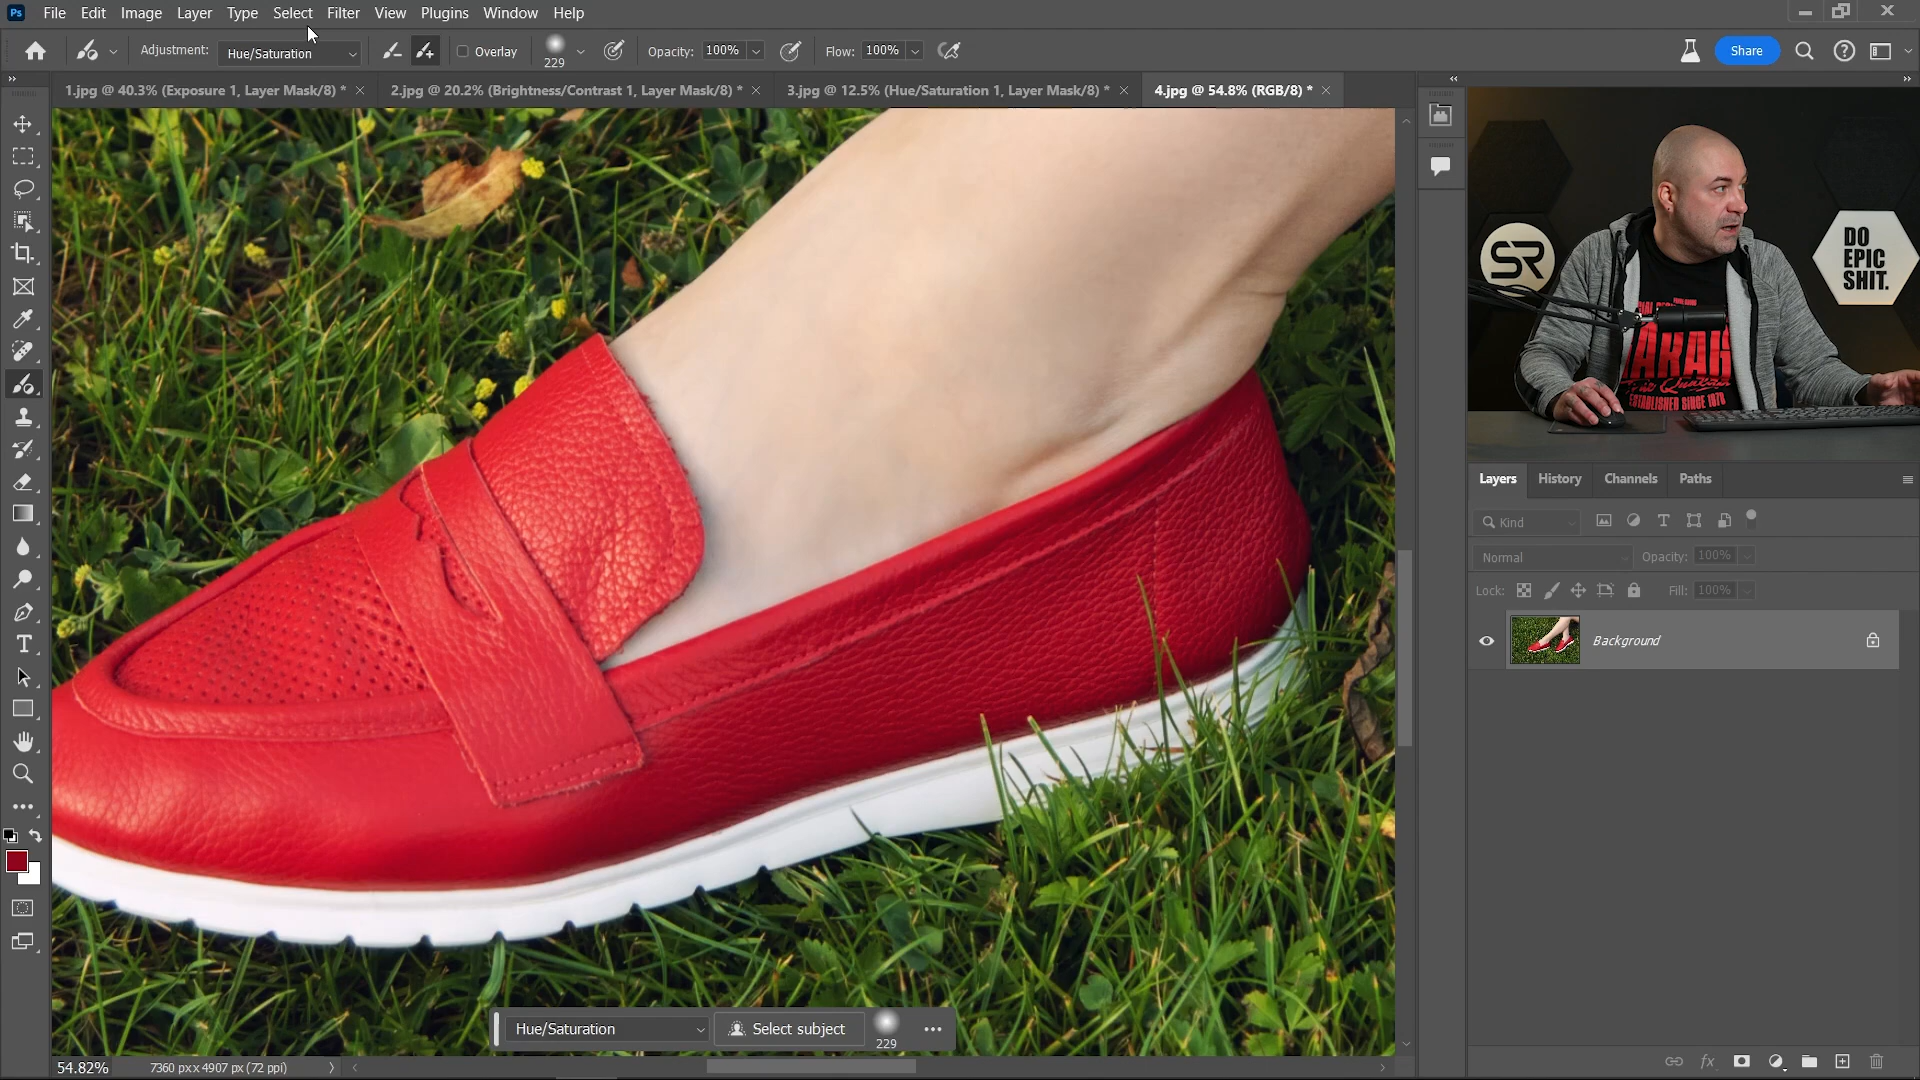 Ps File Edit Image Layer Type Select Filter View Plugins Window Help
Adjustment: Hue/Saturation Overlay 229 Opacity: 100% Flow: 100% Share
1.jpg @ 40.3% (Exposure 1, Layer Mask/8) * 2.jpg @ 20.2% (Brightness/Contrast 1, Layer Mask/8) * 3.jpg @ 12.5% (Hue/Saturation 1, Layer Mask/8) * 4.jpg @ 54.8% (RGB/8) *
SR
DO
EPIC
SHIT.
ESTABLISHED SINCE 1878
Layers History Channels Paths
Kind
Normal Opacity: 100%
Lock: Fill: 100%
Background
Hue/Saturation Select subject 229
54.82% 7360 px x 4907 px (72 ppi)
fx